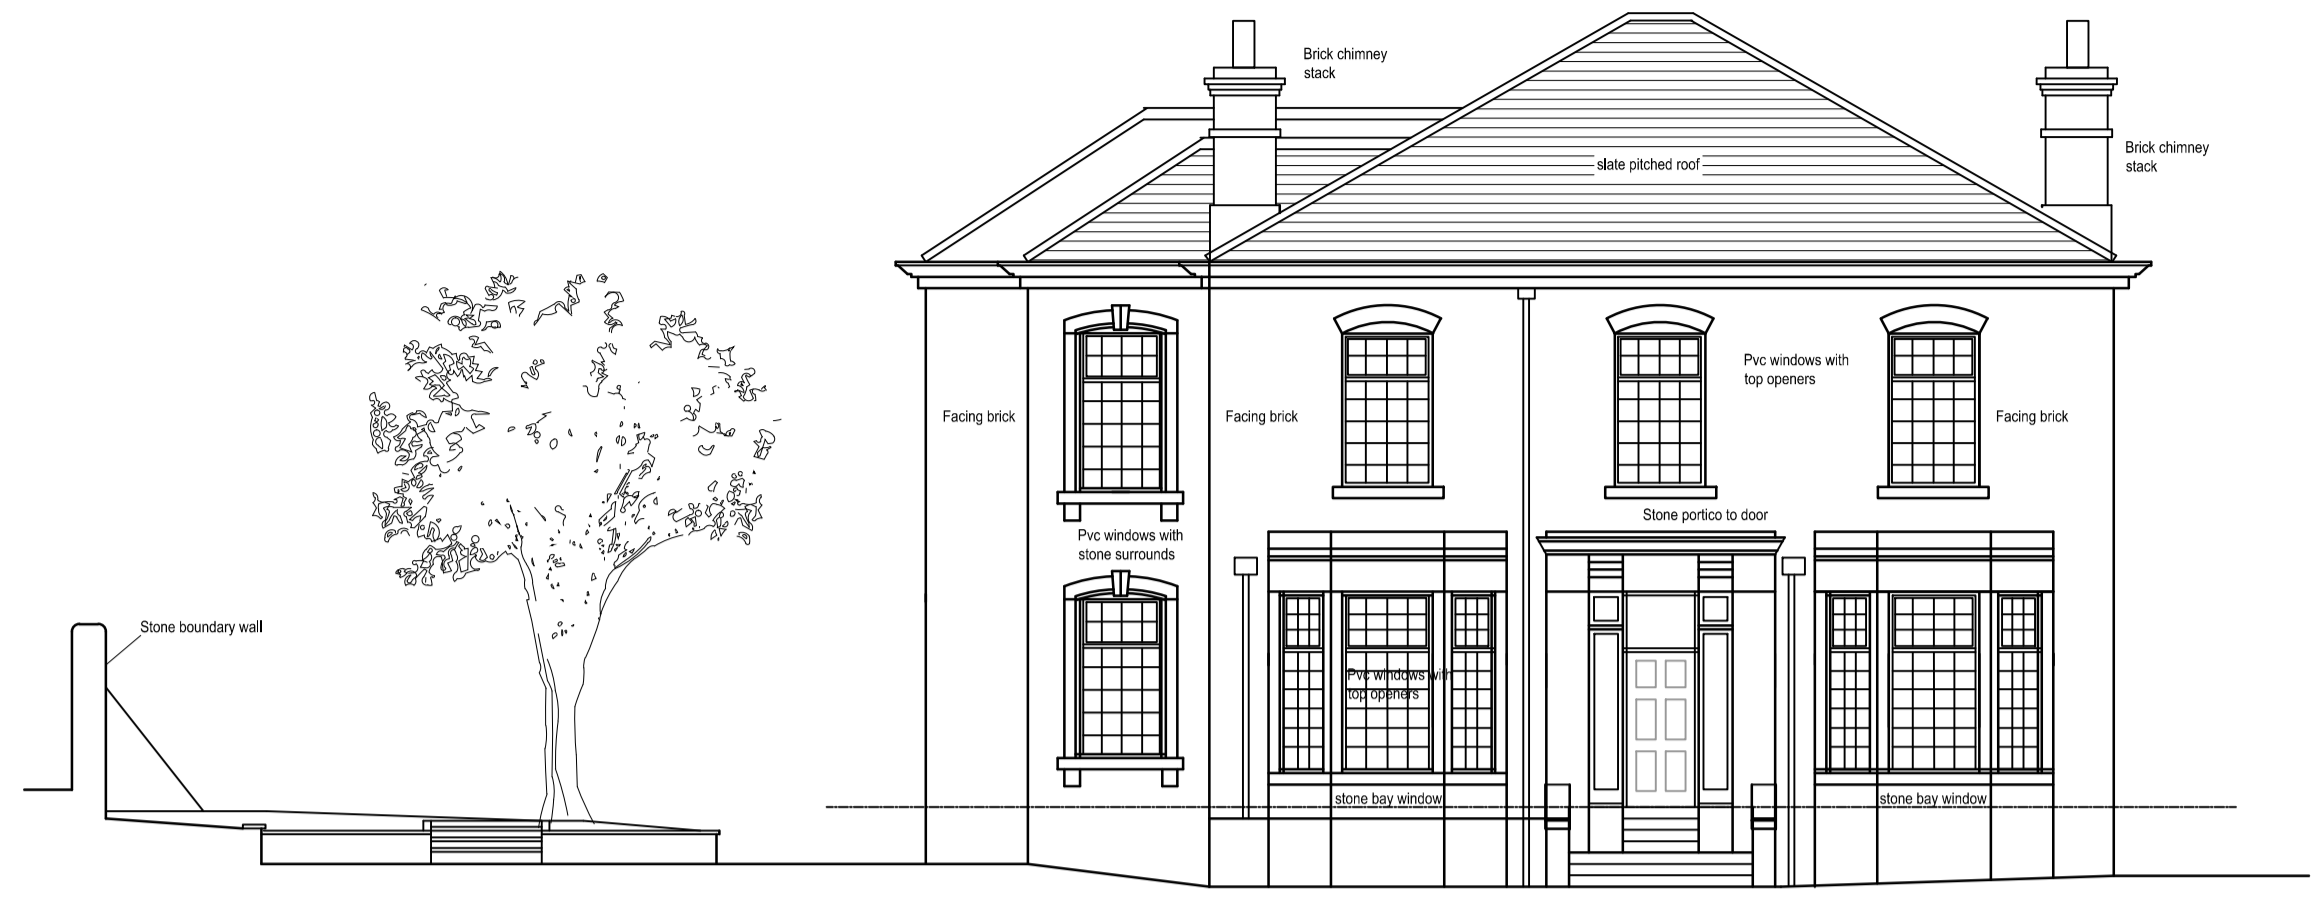 Brick chimney
stack
Brick chimney
stack
slate pitched roof
Pvc windows with
top openers
Facing brick
Facing brick
Facing brick
Stone portico to door
Pvc windows with
stone surrounds
Stone boundary wall
Pvc windows with
top openers
stone bay window
stone bay window